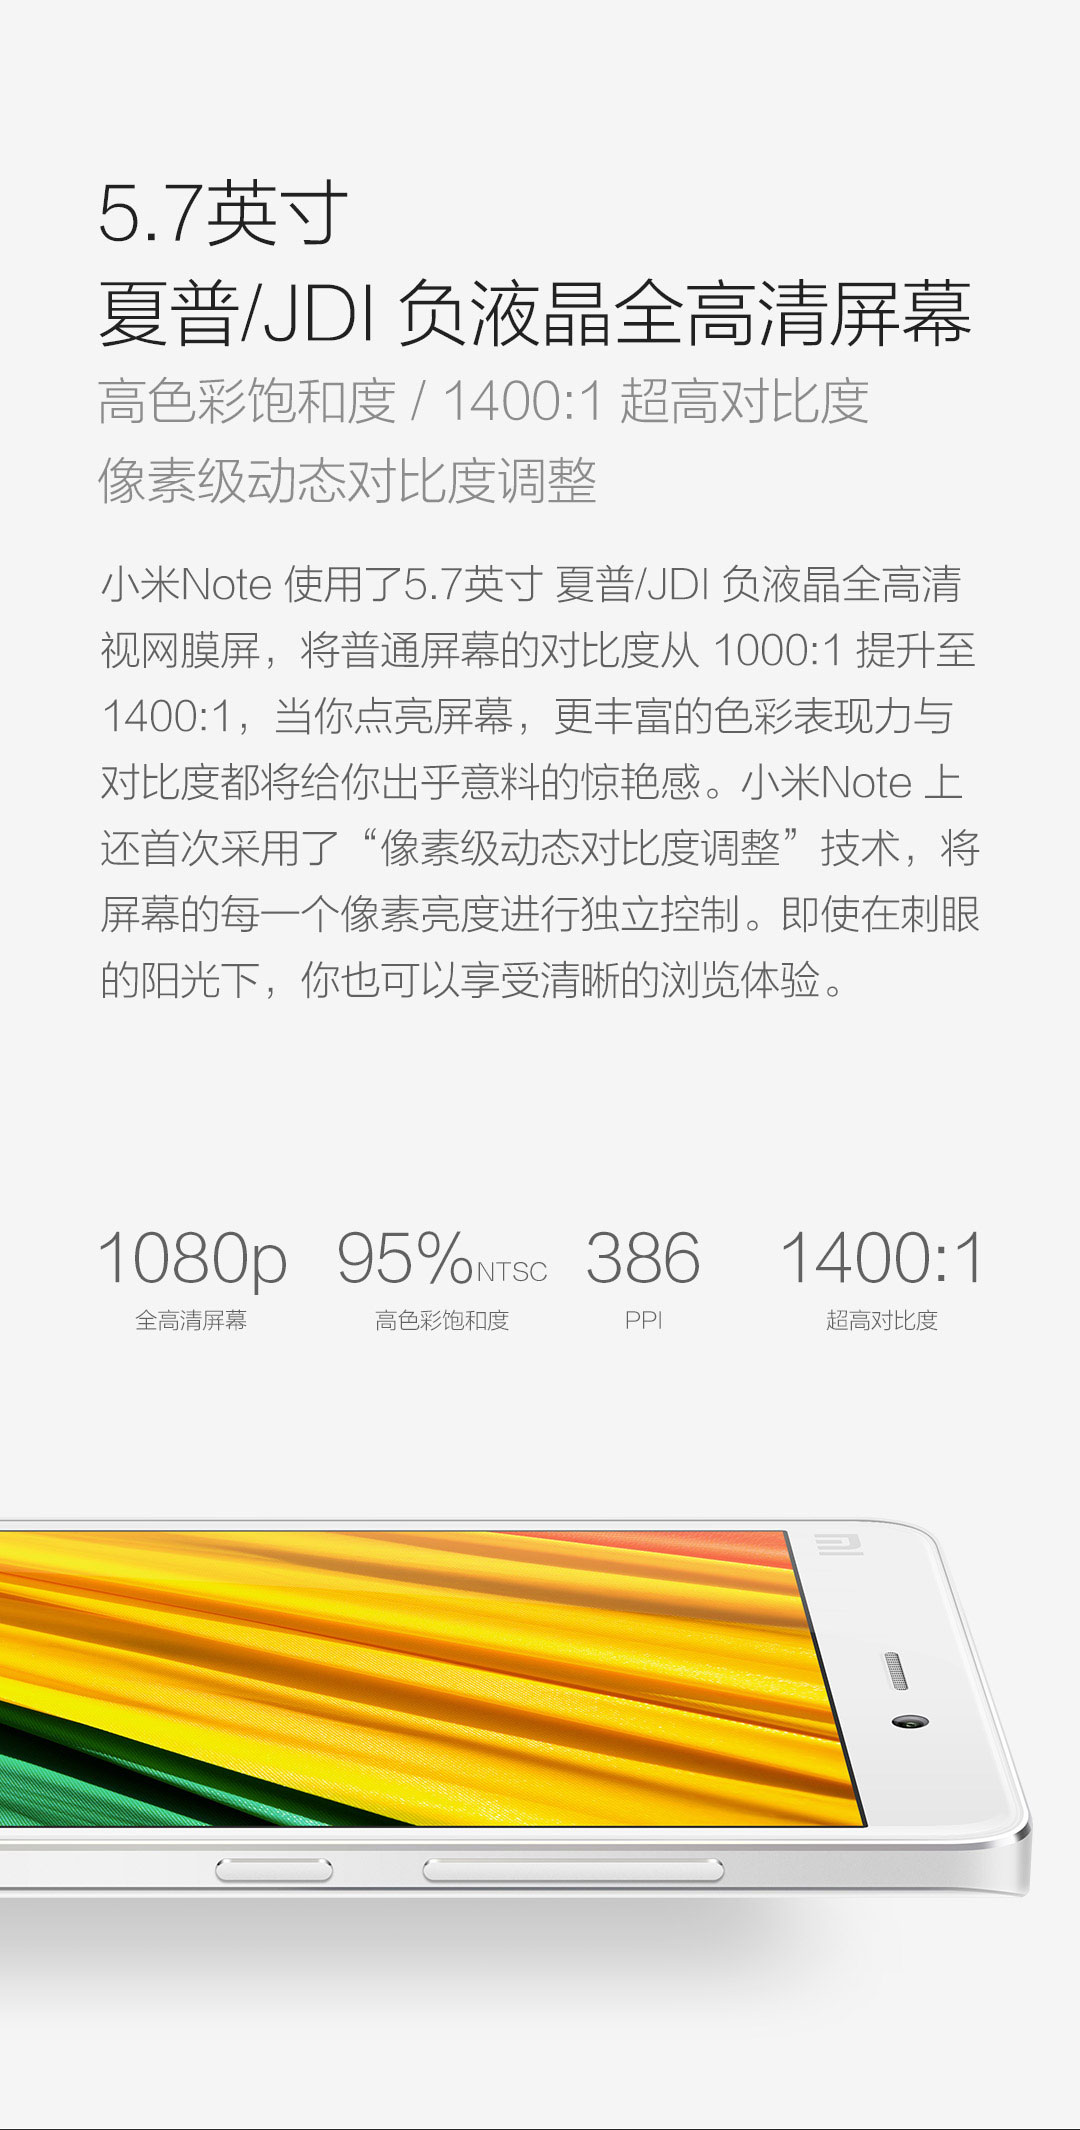 5.7英寸
夏普/JDI 负液晶全高清屏幕
高色彩饱和度 / 1400:1 超高对比度
像素级动态对比度调整
小米Note 使用了5.7英寸 夏普/JDI 负液晶全高清
视网膜屏，将普通屏幕的对比度从 1000:1 提升至
1400:1，当你点亮屏幕，更丰富的色彩表现力与
对比度都将给你出乎意料的惊艳感。小米Note 上
还首次采用了“像素级动态对比度调整”技术，将
屏幕的每一个像素亮度进行独立控制。即使在刺眼
的阳光下，你也可以享受清晰的浏览体验。
1080p 95%NTSC 386 1400:1
全高清屏幕 高色彩饱和度 PPI 超高对比度
MI